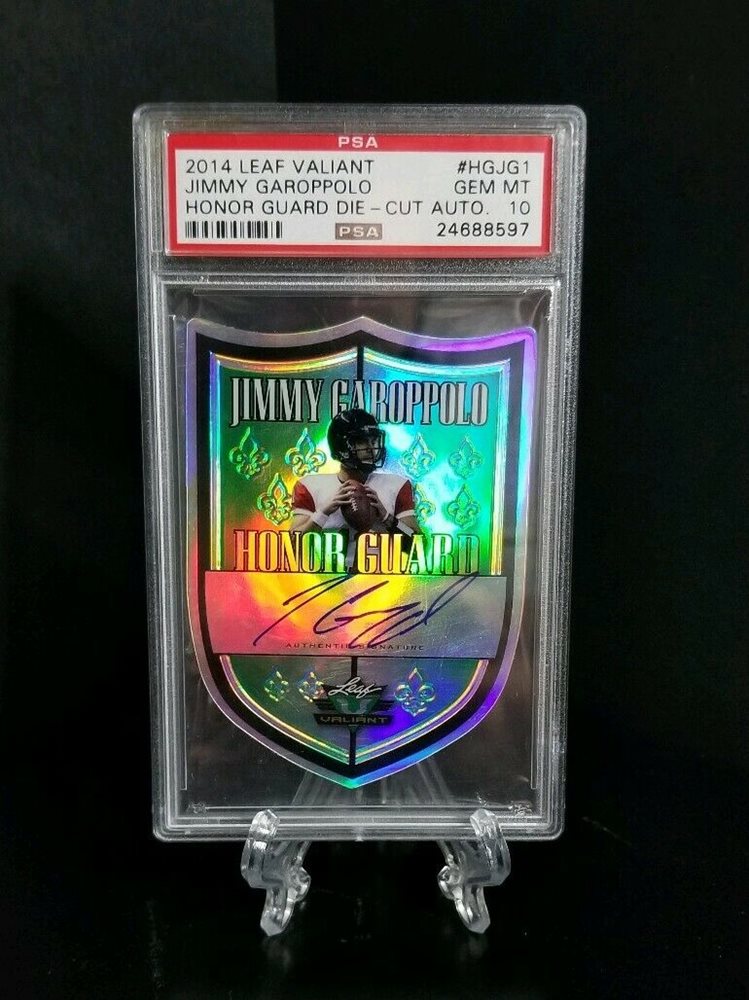 PSA
2014 LEAF VALIANT #HGJG1
JIMMY GAROPPOLO GEM MT
HONOR GUARD DIE-CUT AUTO. 10
PSA 24688597
JIMMY GAROPPOLO
HONOR GUARD
AUTHENTIC SIGNATURE
Leaf
VALIANT